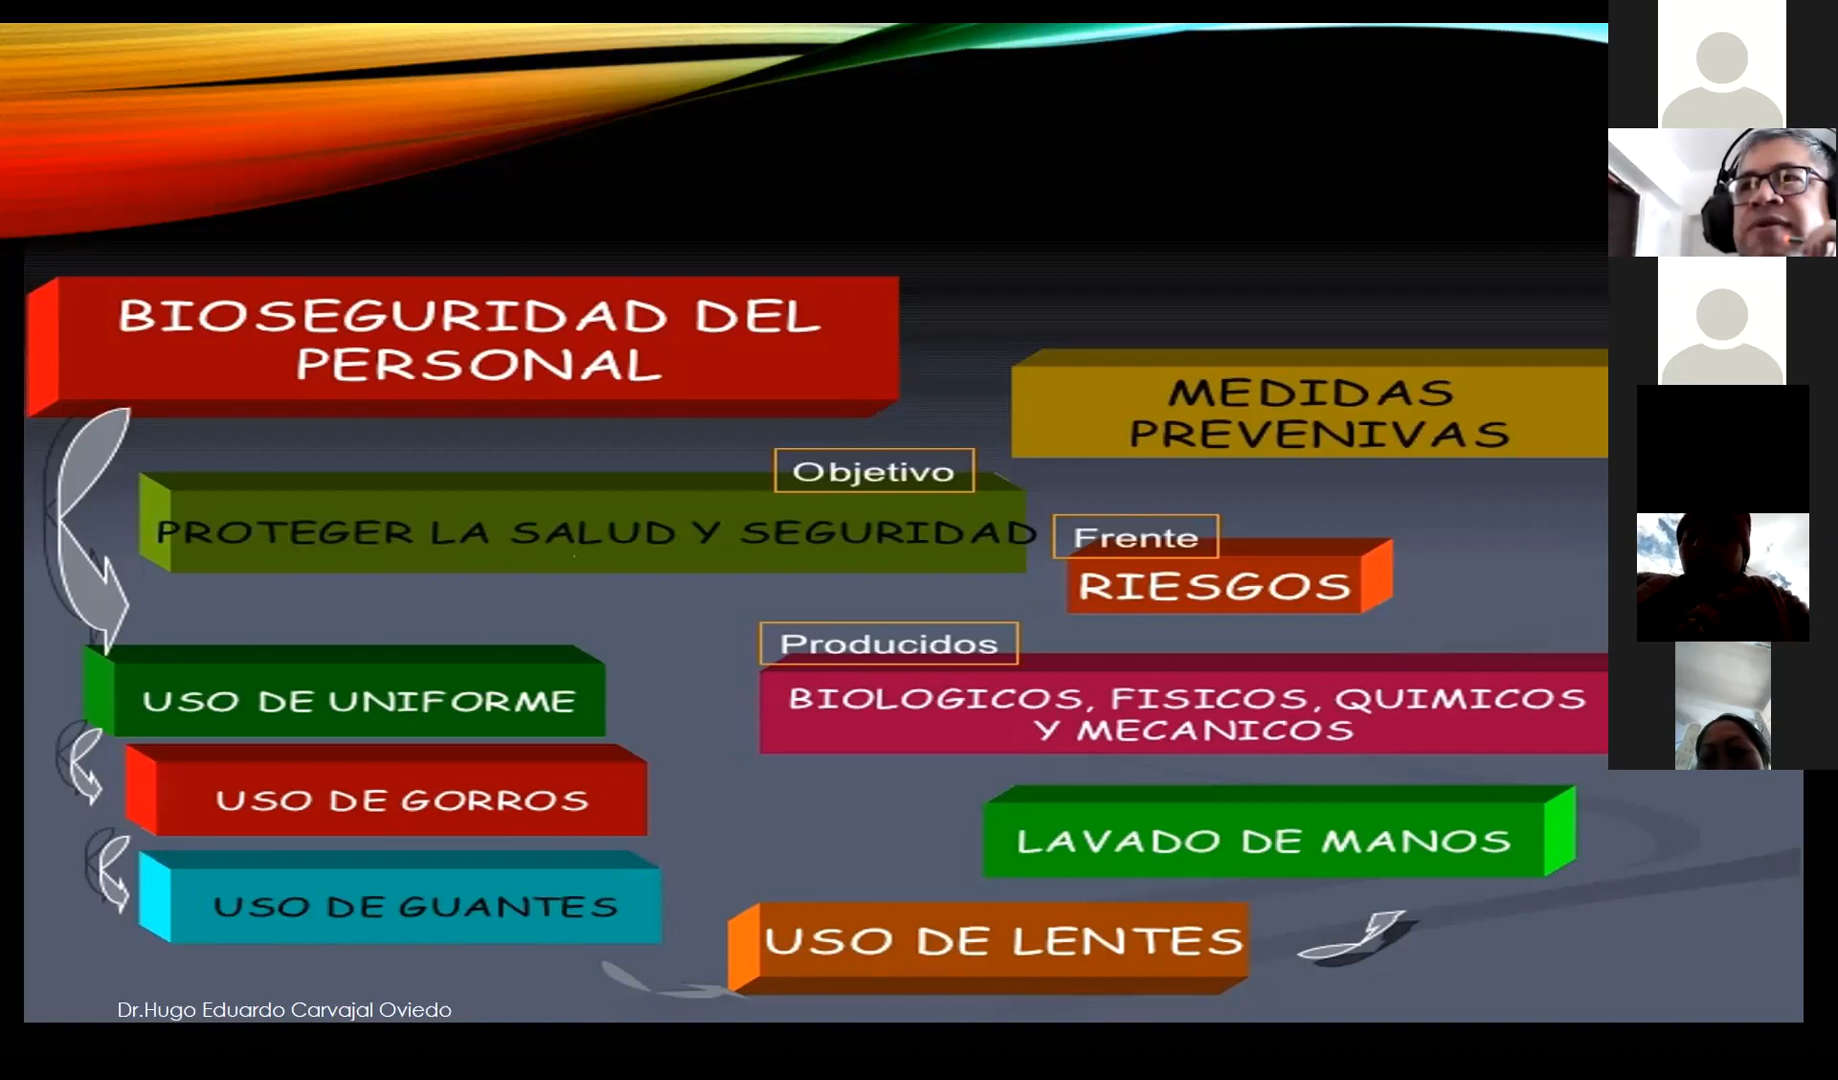 BIOSEGURIDAD DEL
PERSONAL
MEDIDAS
PREVENIVAS
Objetivo
PROTEGER LA SALUD Y SEGURIDAD
Frente
RIESGOS
Producidos
BIOLOGICOS, FISICOS, QUIMICOS
Y MECANICOS
USO DE UNIFORME
USO DE GORROS
USO DE GUANTES
LAVADO DE MANOS
USO DE LENTES
Dr.Hugo Eduardo Carvajal Oviedo